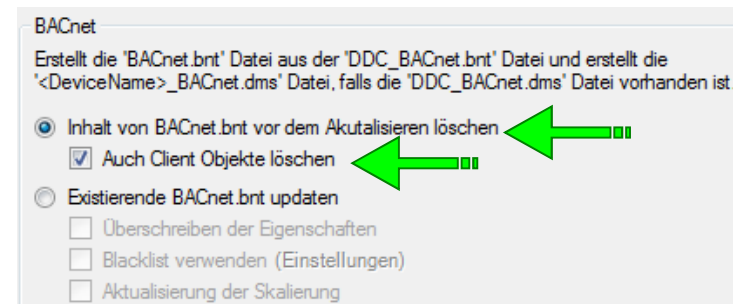 BACnet
Erstellt die 'BACnet.bnt' Datei aus der 'DDC_BACnet.bnt' Datei und erstellt die
'<DeviceName>_BACnet.dms' Datei, falls die 'DDC_BACnet.dms' Datei vorhanden ist
Inhalt von BACnet.bnt vor dem Akutalisieren löschen
Auch Client Objekte löschen
Existierende BACnet.bnt updaten
Überschreiben der Eigenschaften
Blacklist verwenden (Einstellungen)
Aktualisierung der Skalierung